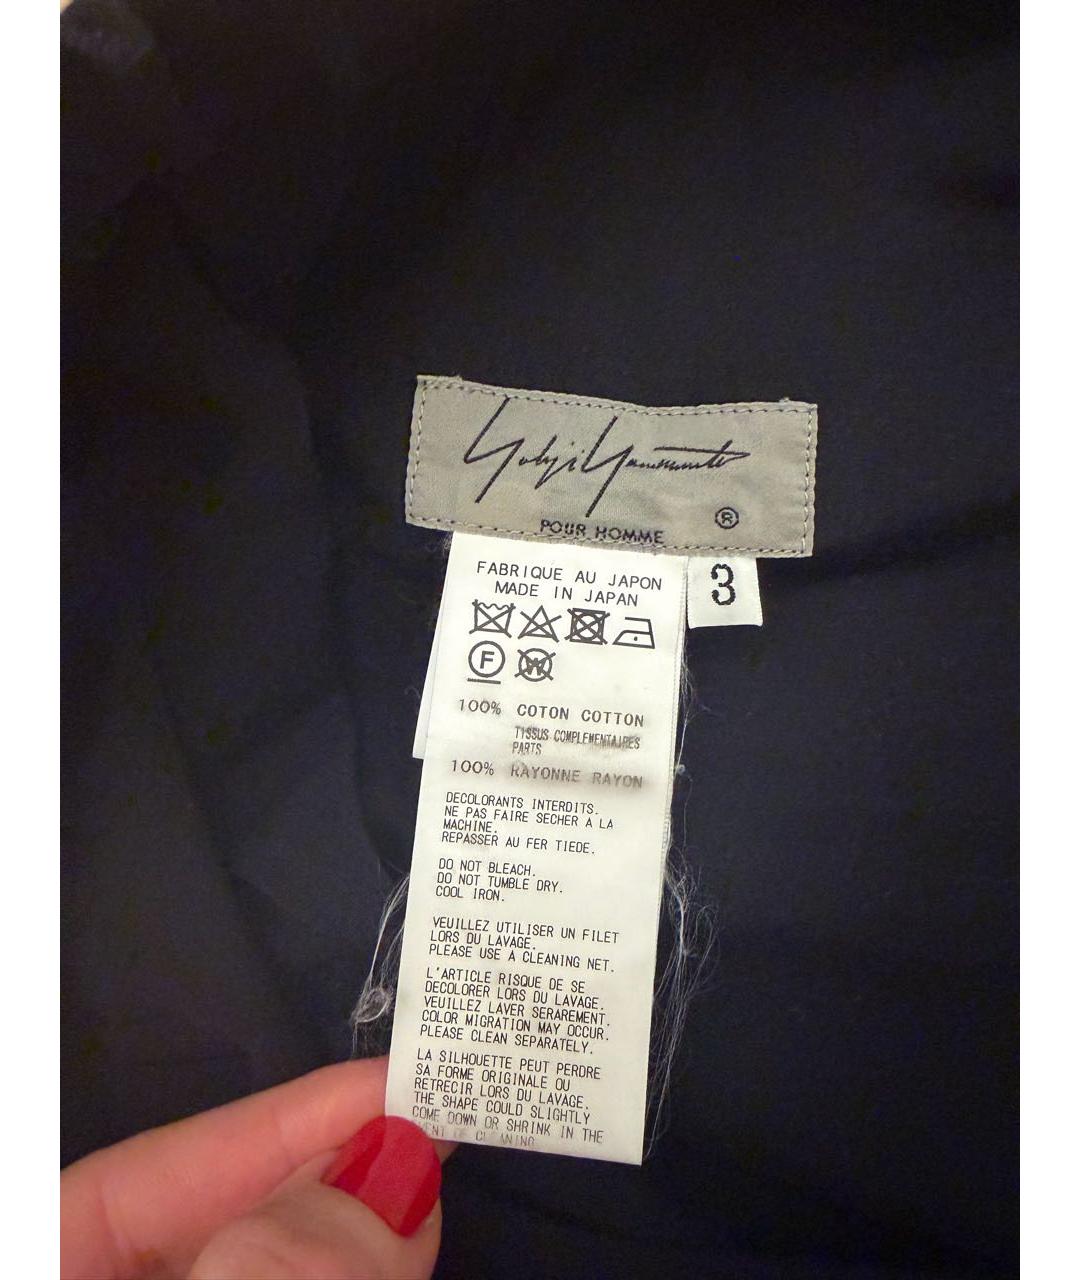 Yohji Yamamoto
®
POUR HOMME
3
FABRIQUE AU JAPON
MADE IN JAPAN
F W
100% COTON COTTON
TISSUS COMPLEMENTAIRES
PARTS
100% RAYONNE RAYON
DECOLORANTS INTERDITS.
NE PAS FAIRE SECHER A LA
MACHINE.
REPASSER AU FER TIEDE.
DO NOT BLEACH.
DO NOT TUMBLE DRY.
COOL IRON.
VEUILLEZ UTILISER UN FILET
LORS DU LAVAGE.
PLEASE USE A CLEANING NET.
L'ARTICLE RISQUE DE SE
DECOLORER LORS DU LAVAGE.
VEUILLEZ LAVER SERAREMENT.
COLOR MIGRATION MAY OCCUR.
PLEASE CLEAN SEPARATELY.
LA SILHOUETTE PEUT PERDRE
SA FORME ORIGINALE OU
RETRECIR LORS DU LAVAGE.
THE SHAPE COULD SLIGHTLY
COME DOWN OR SHRINK IN THE
OF CLEANING